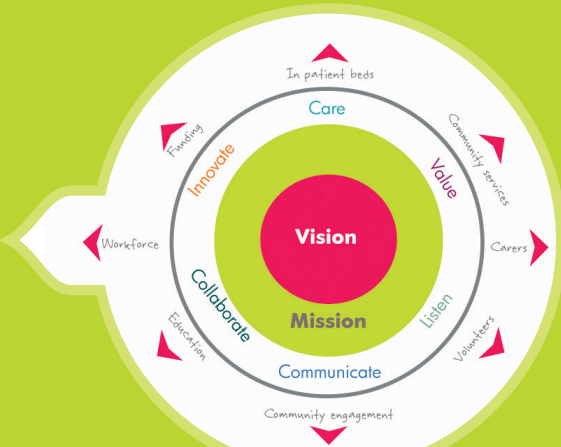 In patient beds
Care
Funding
Community services
Innovate
Value
Vision
Workforce
Carers
Collaborate
Listen
Mission
Education
Volunteers
Communicate
Community engagement